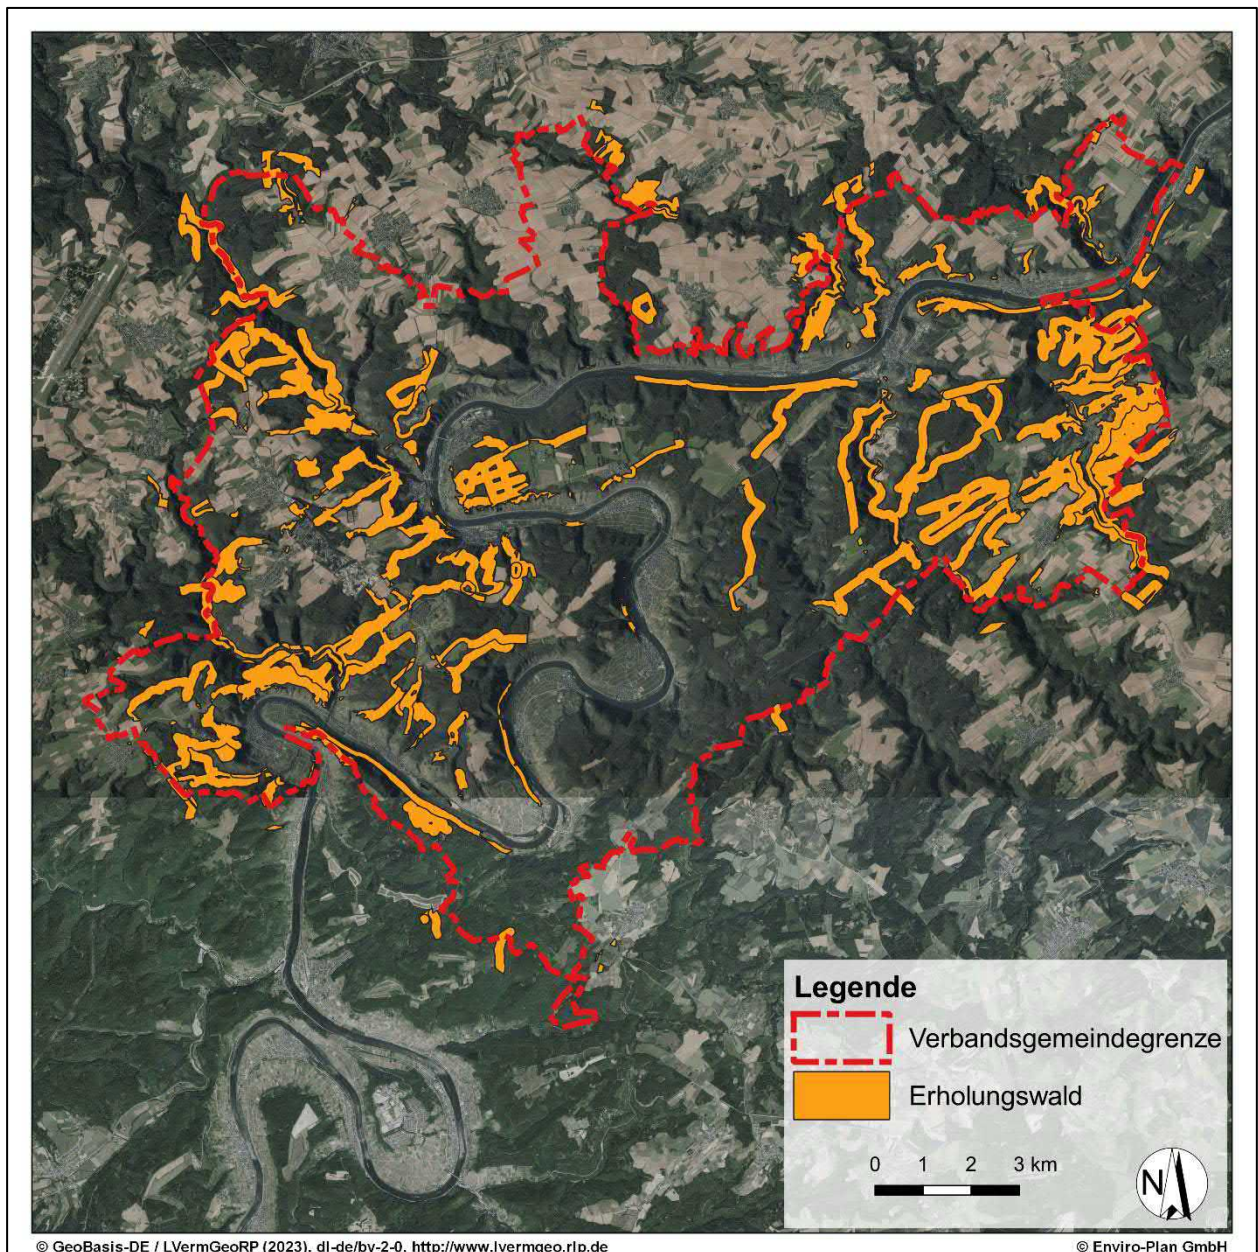 Legende
Verbandsgemeindegrenze
Erholungswald
0 1 2 3 km
N
© GeoBasis-DE / LVermGeoRP (2023), dl-de/by-2-0, http://www.lvermgeo.rlp.de
© Enviro-Plan GmbH